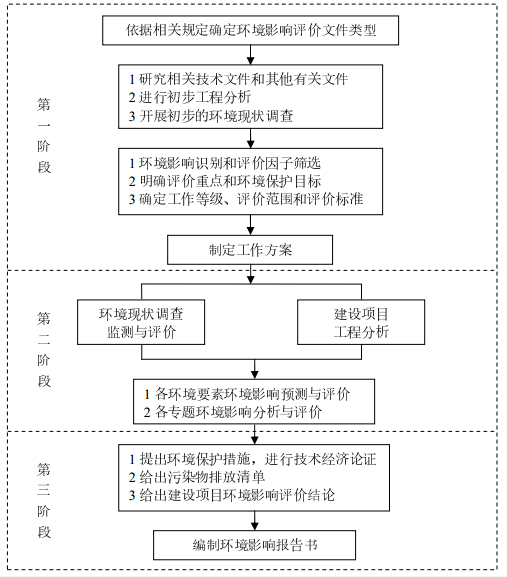 依据相关规定确定环境影响评价文件类型
第一阶段
1 研究相关技术文件和其他有关文件
2 进行初步工程分析
3 开展初步的环境现状调查
1 环境影响识别和评价因子筛选
2 明确评价重点和环境保护目标
3 确定工作等级、评价范围和评价标准
制定工作方案
第二阶段
环境现状调查
监测与评价
建设项目
工程分析
1 各环境要素环境影响预测与评价
2 各专题环境影响分析与评价
第三阶段
1 提出环境保护措施，进行技术经济论证
2 给出污染物排放清单
3 给出建设项目环境影响评价结论
编制环境影响报告书